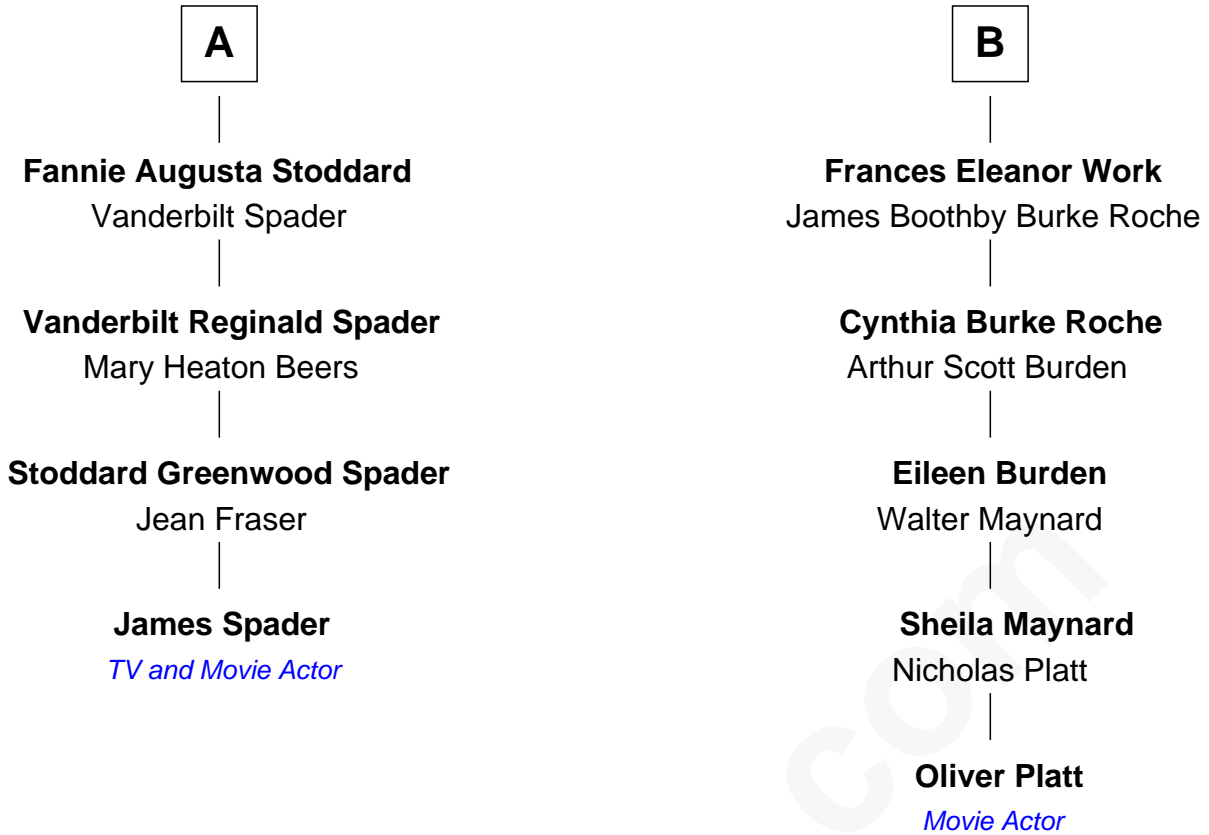 A
Fannie Augusta Stoddard
Vanderbilt Spader
Vanderbilt Reginald Spader
Mary Heaton Beers
Stoddard Greenwood Spader
Jean Fraser
James Spader
TV and Movie Actor
B
Frances Eleanor Work
James Boothby Burke Roche
Cynthia Burke Roche
Arthur Scott Burden
Eileen Burden
Walter Maynard
Sheila Maynard
Nicholas Platt
Oliver Platt
Movie Actor
com